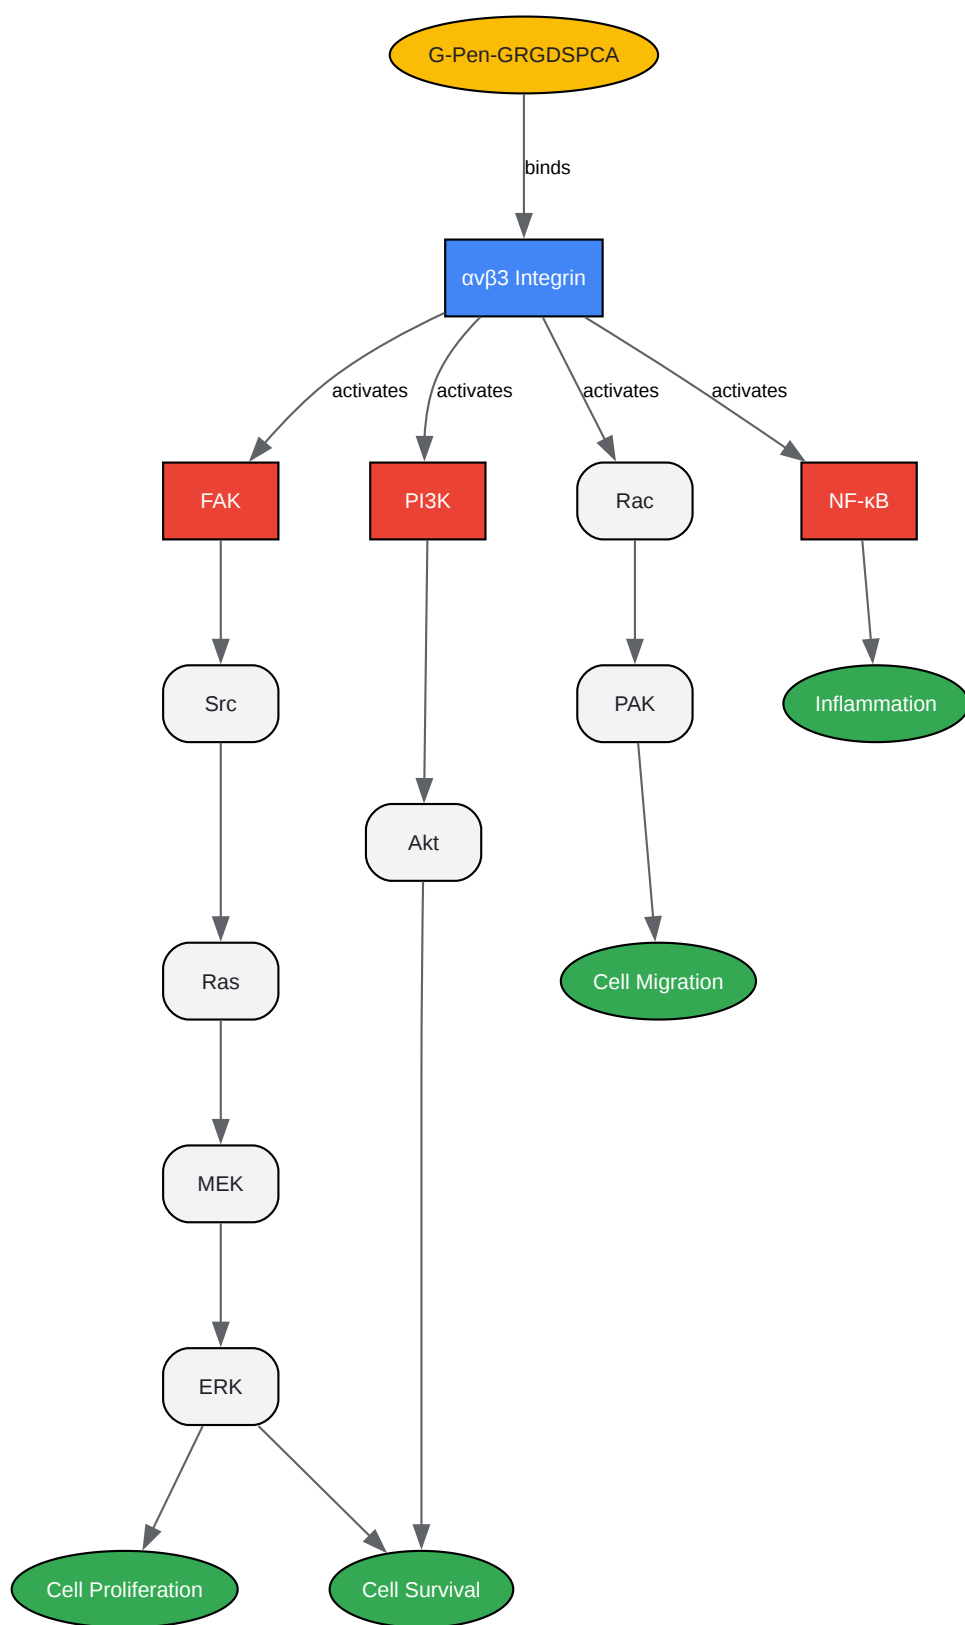 G-Pen-GRGDSPCA
binds
αvβ3 Integrin
activates
activates
activates
activates
FAK
PI3K
Rac
NF-κB
Src
PAK
Inflammation
Akt
Ras
Cell Migration
MEK
ERK
Cell Proliferation
Cell Survival